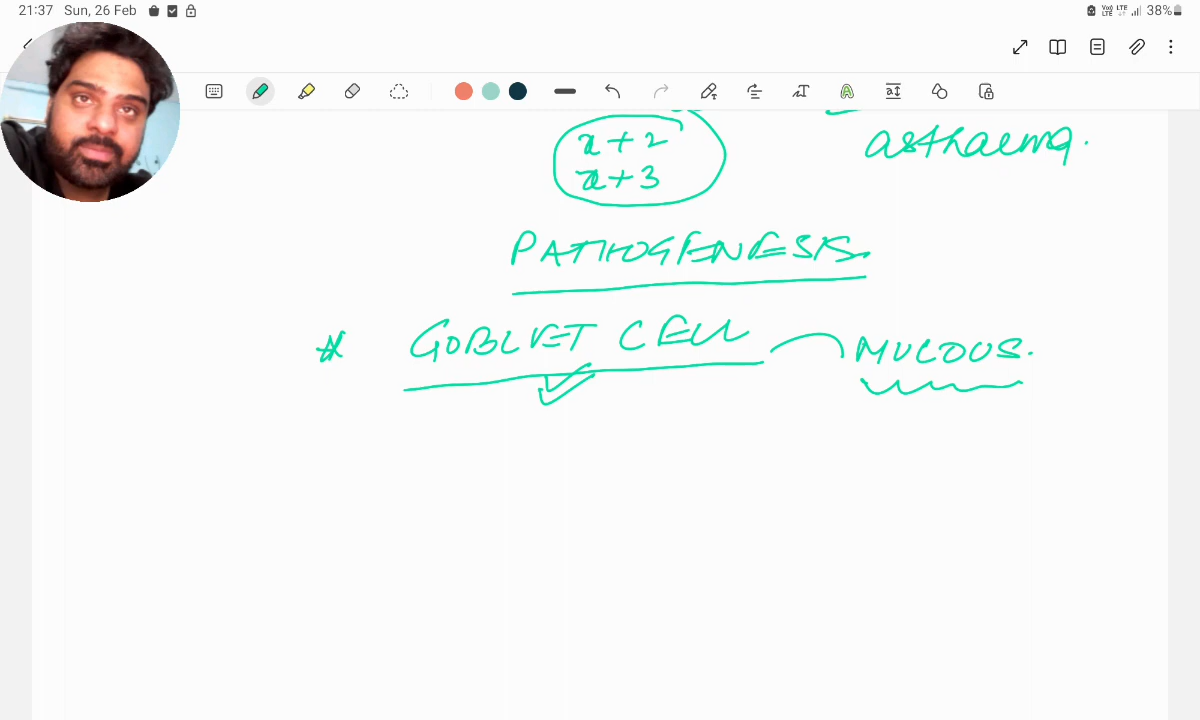 21:37 Sun, 26 Feb
38%
x+2
x+3
asthaema.
PATHOGENESIS.
* GOBLET CELL MUCOUS.